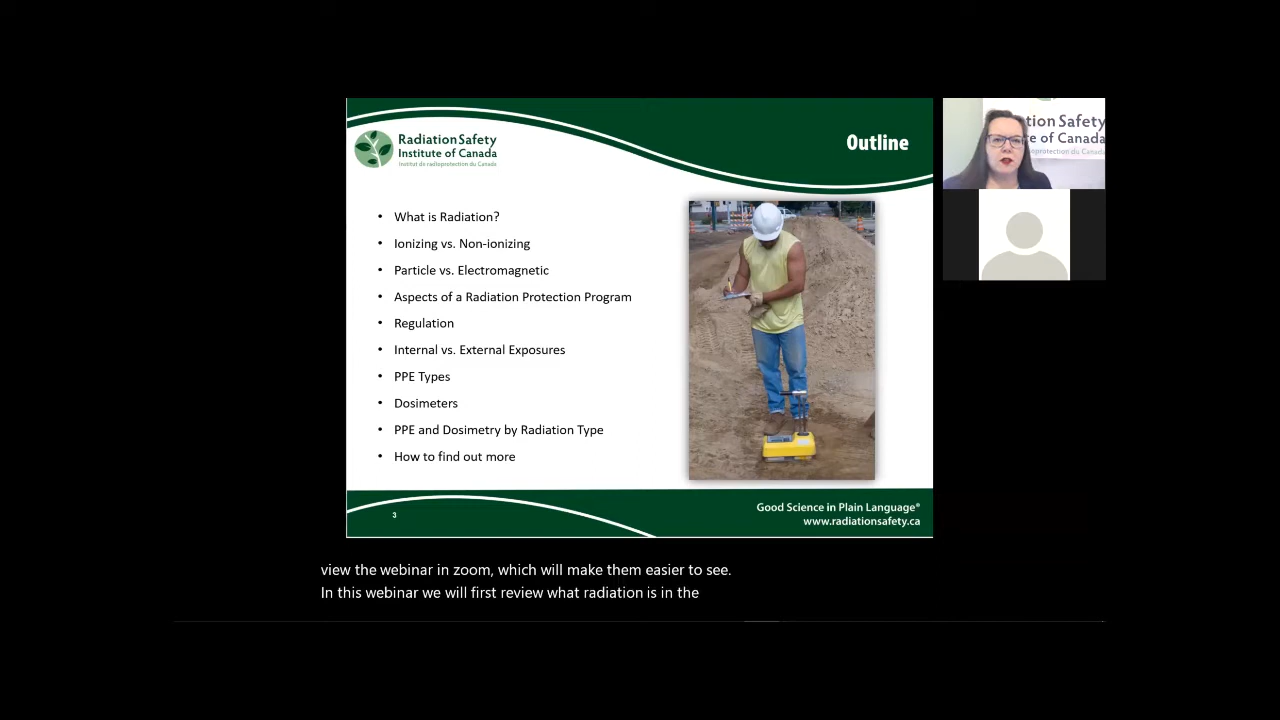 Radiation Safety
Institute of Canada
Institut de radioprotection du Canada
Outline
• What is Radiation?
• Ionizing vs. Non-ionizing
• Particle vs. Electromagnetic
• Aspects of a Radiation Protection Program
• Regulation
• Internal vs. External Exposures
• PPE Types
• Dosimeters
• PPE and Dosimetry by Radiation Type
• How to find out more
3
Good Science in Plain Language®
www.radiationsafety.ca
tion Safety
te of Canada
ioprotection du Canada
view the webinar in zoom, which will make them easier to see.
In this webinar we will first review what radiation is in the